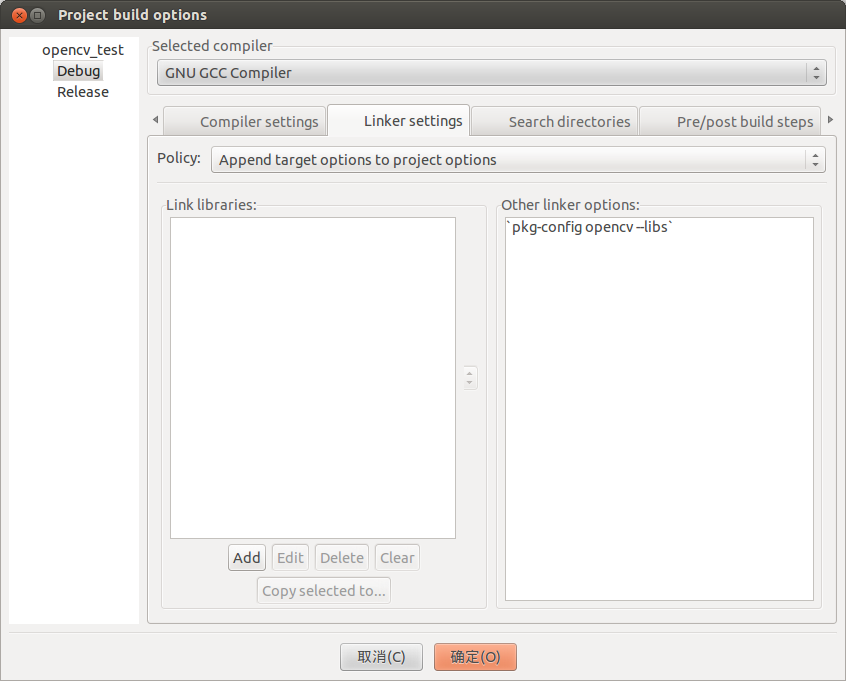 Project build options
opencv_test
Debug
Release
Selected compiler
GNU GCC Compiler
Compiler settings
Linker settings
Search directories
Pre/post build steps
Policy:
Append target options to project options
Link libraries:
Other linker options:
`pkg-config opencv --libs`
Add
Edit
Delete
Clear
Copy selected to...
取消(C)
确定(O)